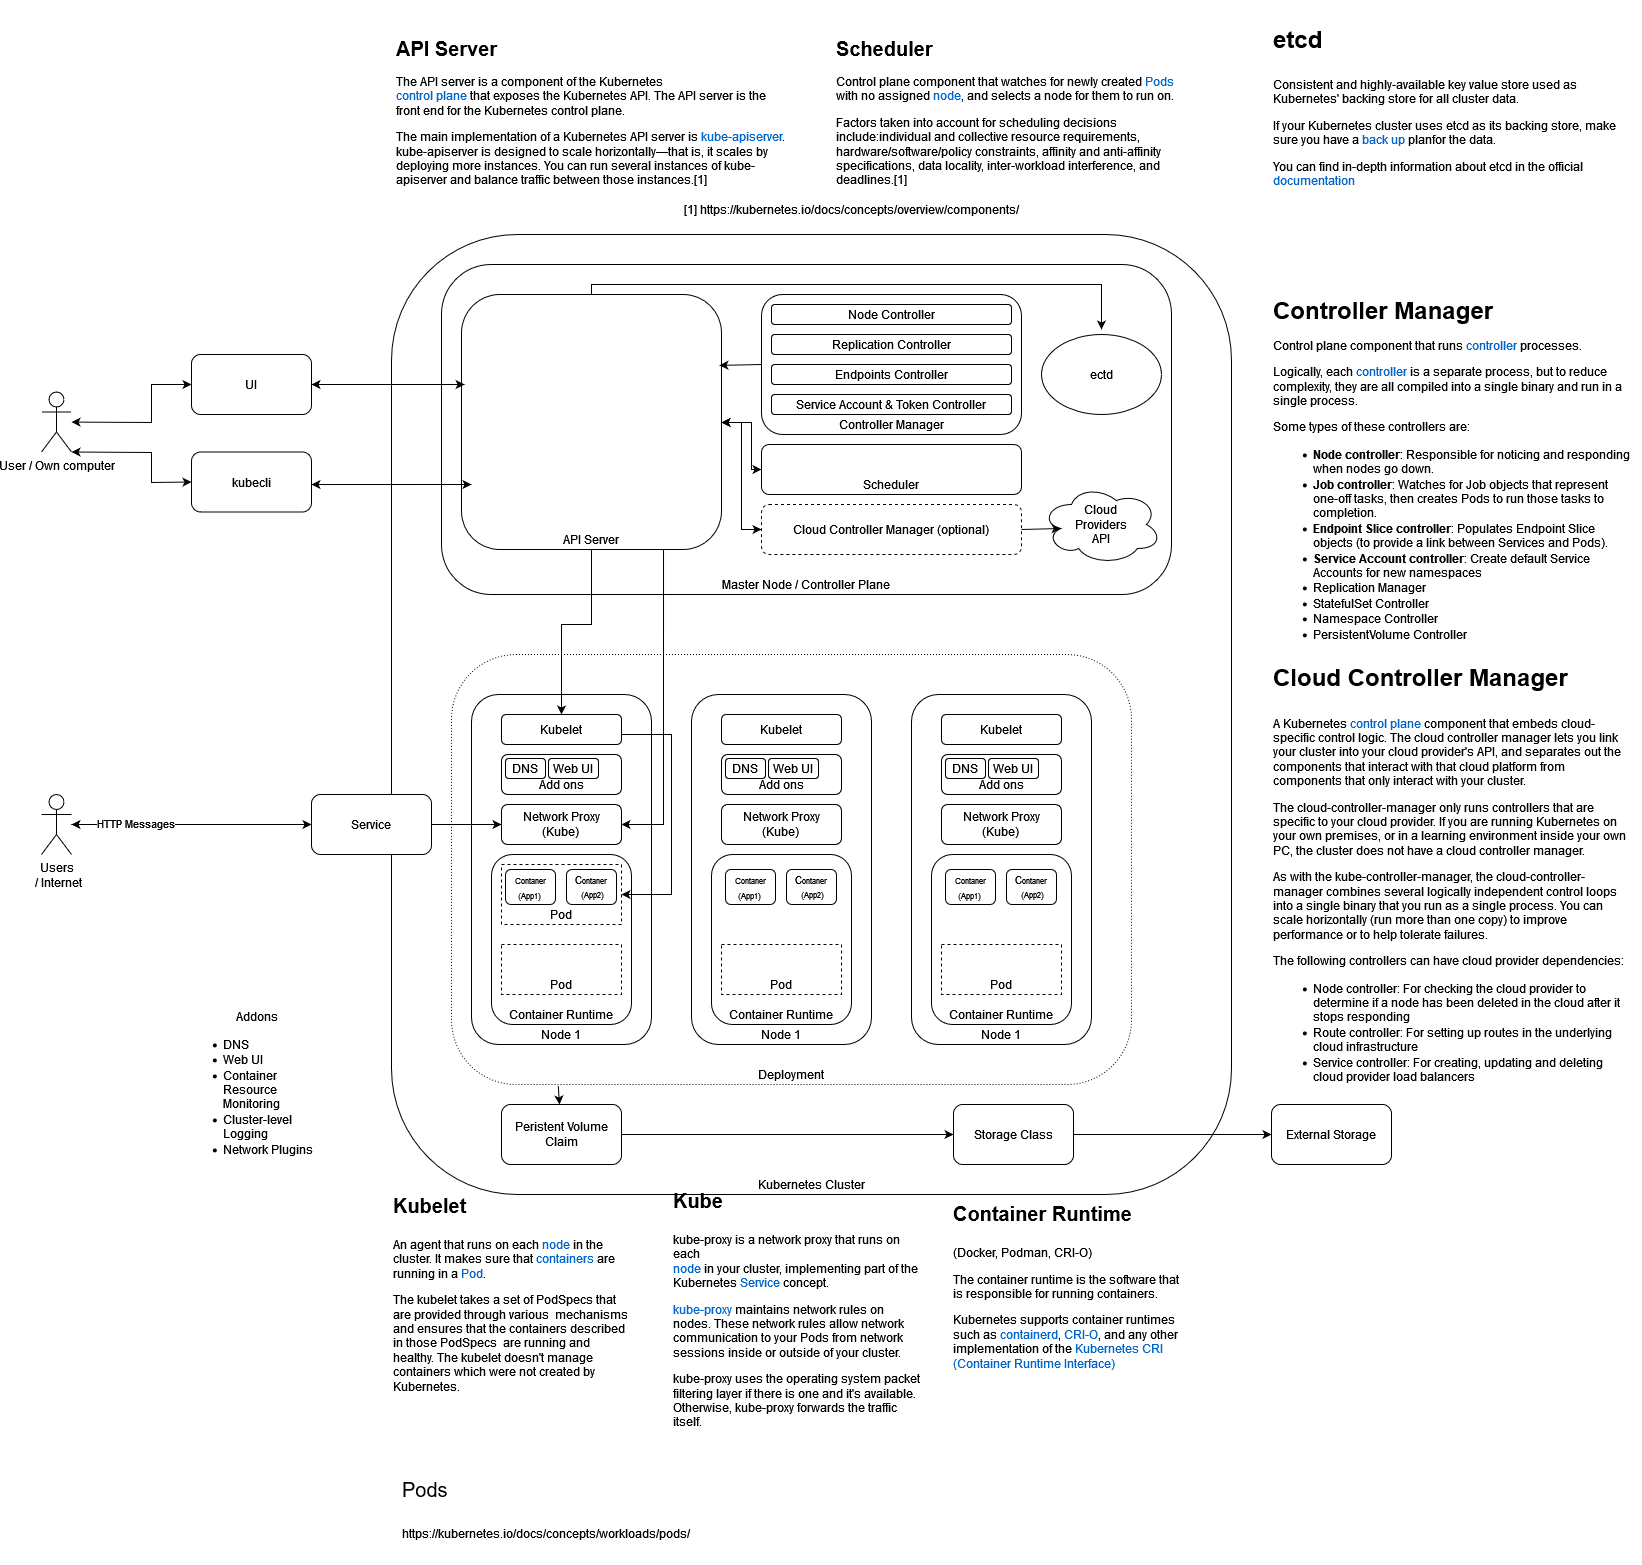 API Server
The API server is a component of the Kubernetes
control plane that exposes the Kubernetes API. The API server is the
front end for the Kubernetes control plane.
The main implementation of a Kubernetes API server is kube-apiserver.
kube-apiserver is designed to scale horizontally—that is, it scales by
deploying more instances. You can run several instances of kube-
apiserver and balance traffic between those instances.[1]
Scheduler
Control plane component that watches for newly created Pods
with no assigned node, and selects a node for them to run on.
Factors taken into account for scheduling decisions
include:individual and collective resource requirements,
hardware/software/policy constraints, affinity and anti-affinity
specifications, data locality, inter-workload interference, and
deadlines.[1]
etcd
Consistent and highly-available key value store used as
Kubernetes' backing store for all cluster data.
If your Kubernetes cluster uses etcd as its backing store, make
sure you have a back up planfor the data.
You can find in-depth information about etcd in the official
documentation
[1] https://kubernetes.io/docs/concepts/overview/components/
User / Own computer
UI
kubecli
API Server
Node Controller
Replication Controller
Endpoints Controller
Service Account & Token Controller
Controller Manager
ectd
Scheduler
Cloud Controller Manager (optional)
Cloud
Providers
API
Master Node / Controller Plane
Controller Manager
Control plane component that runs controller processes.
Logically, each controller is a separate process, but to reduce
complexity, they are all compiled into a single binary and run in a
single process.
Some types of these controllers are:
• Node controller: Responsible for noticing and responding
when nodes go down.
• Job controller: Watches for Job objects that represent
one-off tasks, then creates Pods to run those tasks to
completion.
• Endpoint Slice controller: Populates Endpoint Slice
objects (to provide a link between Services and Pods).
• Service Account controller: Create default Service
Accounts for new namespaces
• Replication Manager
• StatefulSet Controller
• Namespace Controller
• PersistentVolume Controller
Cloud Controller Manager
A Kubernetes control plane component that embeds cloud-
specific control logic. The cloud controller manager lets you link
your cluster into your cloud provider's API, and separates out the
components that interact with that cloud platform from
components that only interact with your cluster.
The cloud-controller-manager only runs controllers that are
specific to your cloud provider. If you are running Kubernetes on
your own premises, or in a learning environment inside your own
PC, the cluster does not have a cloud controller manager.
As with the kube-controller-manager, the cloud-controller-
manager combines several logically independent control loops
into a single binary that you run as a single process. You can
scale horizontally (run more than one copy) to improve
performance or to help tolerate failures.
The following controllers can have cloud provider dependencies:
• Node controller: For checking the cloud provider to
determine if a node has been deleted in the cloud after it
stops responding
• Route controller: For setting up routes in the underlying
cloud infrastructure
• Service controller: For creating, updating and deleting
cloud provider load balancers
Users
/ Internet
HTTP Messages
Service
Kubelet
DNS
Web UI
Add ons
Network Proxy
(Kube)
Contaner
(App1)
Contaner
(App2)
Pod
Pod
Container Runtime
Node 1
Kubelet
DNS
Web UI
Add ons
Network Proxy
(Kube)
Contaner
(App1)
Contaner
(App2)
Pod
Container Runtime
Node 1
Kubelet
DNS
Web UI
Add ons
Network Proxy
(Kube)
Contaner
(App1)
Contaner
(App2)
Pod
Container Runtime
Node 1
Deployment
Addons
• DNS
• Web UI
• Container
Resource
Monitoring
• Cluster-level
Logging
• Network Plugins
Peristent Volume
Claim
Storage Class
External Storage
Kubernetes Cluster
Kubelet
An agent that runs on each node in the
cluster. It makes sure that containers are
running in a Pod.
The kubelet takes a set of PodSpecs that
are provided through various mechanisms
and ensures that the containers described
in those PodSpecs are running and
healthy. The kubelet doesn't manage
containers which were not created by
Kubernetes.
Kube
kube-proxy is a network proxy that runs on
each
node in your cluster, implementing part of the
Kubernetes Service concept.
kube-proxy maintains network rules on
nodes. These network rules allow network
communication to your Pods from network
sessions inside or outside of your cluster.
kube-proxy uses the operating system packet
filtering layer if there is one and it's available.
Otherwise, kube-proxy forwards the traffic
itself.
Container Runtime
(Docker, Podman, CRI-O)
The container runtime is the software that
is responsible for running containers.
Kubernetes supports container runtimes
such as containerd, CRI-O, and any other
implementation of the Kubernetes CRI
(Container Runtime Interface)
Pods
https://kubernetes.io/docs/concepts/workloads/pods/